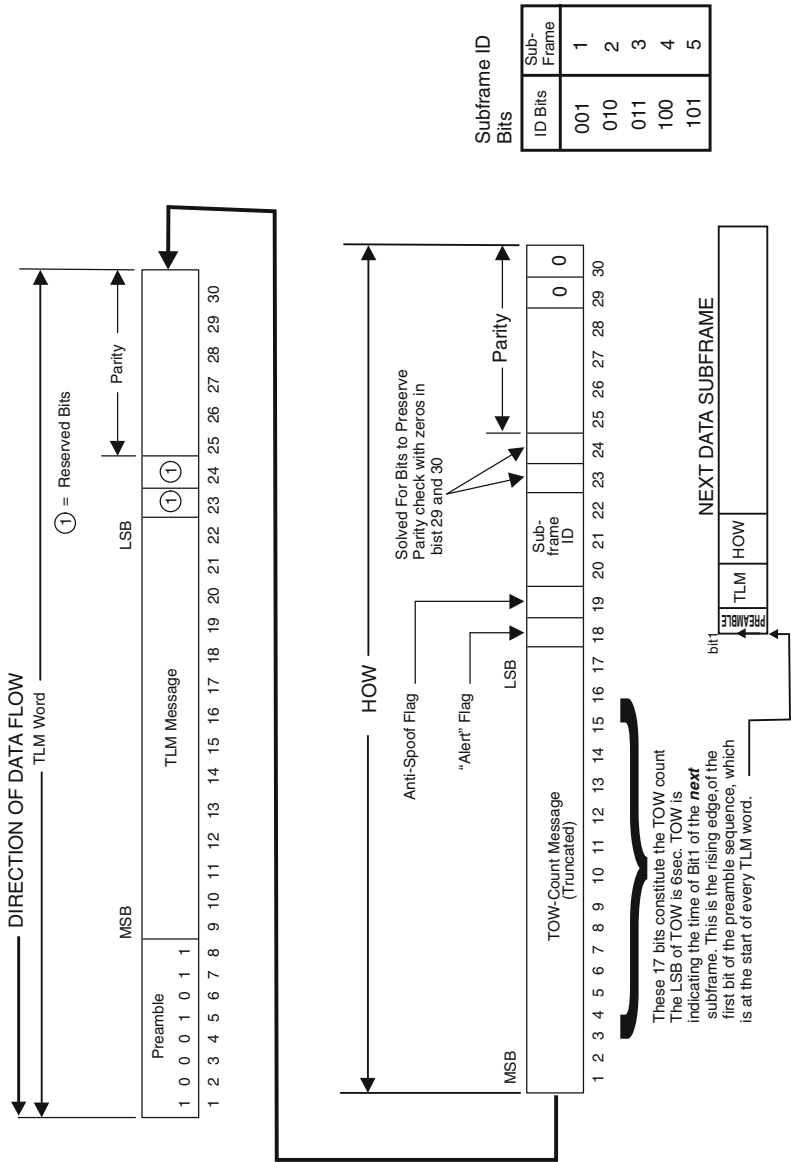 DIRECTION OF DATA FLOW
TLM Word
① = Reserved Bits
Parity
MSB
LSB
Preamble
1 0 0 0 1 0 1 1
TLM Message
① ①
1 2 3 4 5 6 7 8 9 10 11 12 13 14 15 16 17 18 19 20 21 22 23 24 25 26 27 28 29 30
HOW
Anti-Spoof Flag
"Alert" Flag
Solved For Bits to Preserve
Parity check with zeros in
bist 29 and 30
Parity
MSB
LSB
TOW-Count Message
(Truncated)
Sub-
frame
ID
0 0
1 2 3 4 5 6 7 8 9 10 11 12 13 14 15 16 17 18 19 20 21 22 23 24 25 26 27 28 29 30
These 17 bits constitute the TOW count
The LSB of TOW is 6sec. TOW is
indicating the time of Bit1 of the next
subframe. This is the rising edge,of the
first bit of the preamble sequence, which
is at the start of every TLM word.
NEXT DATA SUBFRAME
bit1
PREAMBLE
TLM
HOW
Subframe ID
Bits
ID Bits
Sub-
Frame
001 1
010 2
011 3
100 4
101 5